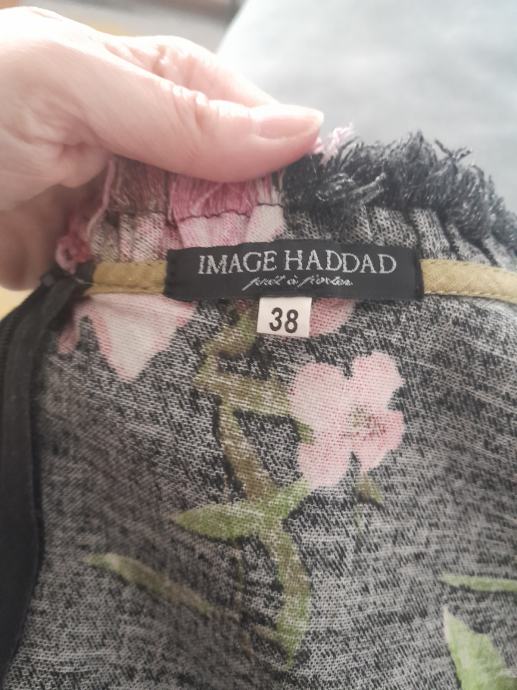 IMAGE HADDAD
prêt à porter
38